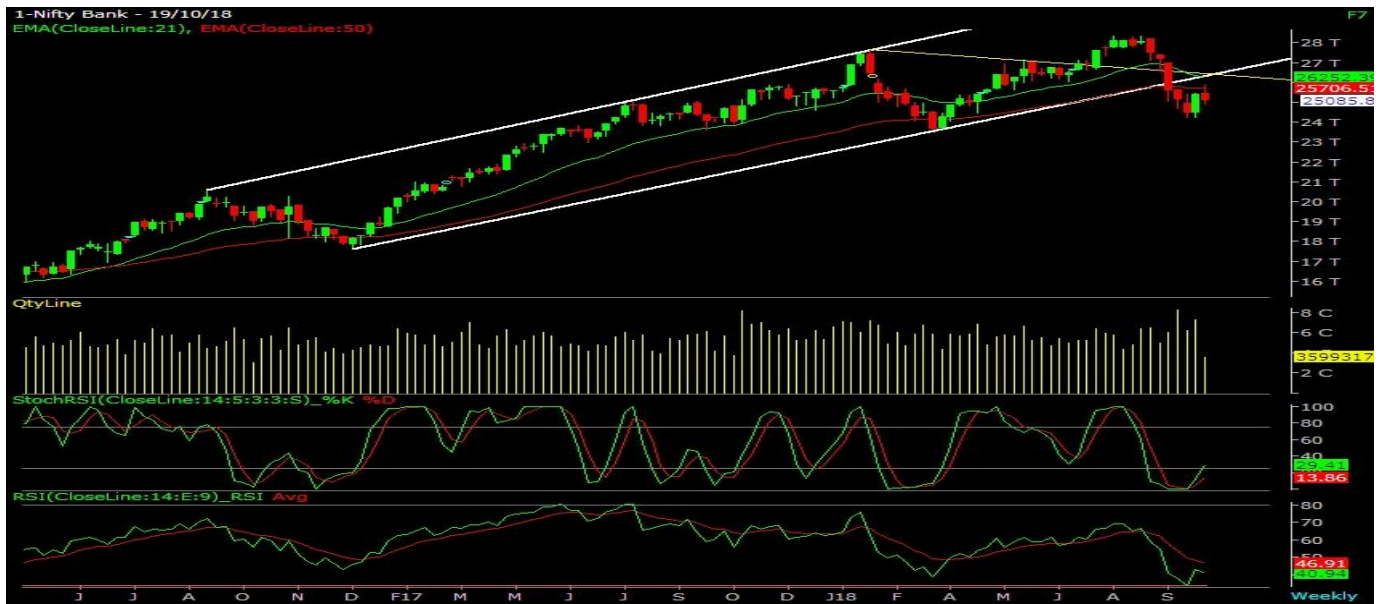 1-Nifty Bank - 19/10/18
F7
EMA(CloseLine:21), EMA(CloseLine:50)
28 T
27 T
26252.39
25706.51
25085.8
24 T
23 T
22 T
21 T
20 T
19 T
18 T
17 T
16 T
QtyLine
8 C
6 C
3599317
2 C
StochRSI(CloseLine:14:5:3:3:S)_%K %D
100
80
60
40
29.41
13.86
RSI(CloseLine:14:E:9)_RSI Avg
80
70
60
46.91
40.94
J J A S O N D F17 M M J J S O D J18 F A M J A S
Weekly